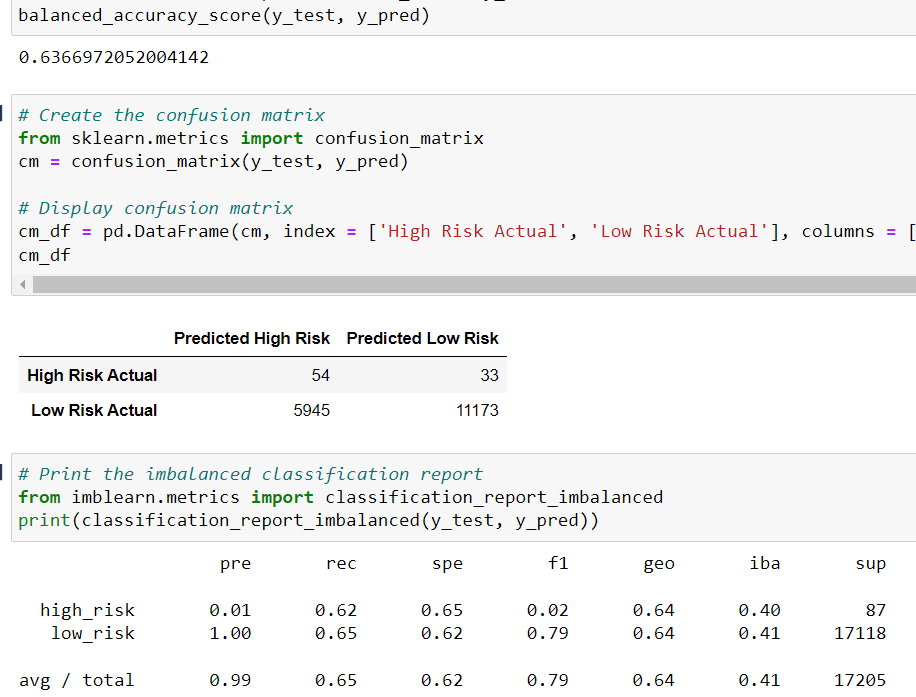 balanced_accuracy_score(y_test, y_pred)
0.6366972052004142
# Create the confusion matrix
from sklearn.metrics import confusion_matrix
cm = confusion_matrix(y_test, y_pred)
# Display confusion matrix
cm_df = pd.DataFrame(cm, index = ['High Risk Actual', 'Low Risk Actual'], columns = [
cm_df
Predicted High Risk Predicted Low Risk
High Risk Actual 54 33
Low Risk Actual 5945 11173
# Print the imbalanced classification report
from imblearn.metrics import classification_report_imbalanced
print(classification_report_imbalanced(y_test, y_pred))
pre rec spe f1 geo iba sup
high_risk 0.01 0.62 0.65 0.02 0.64 0.40 87
low_risk 1.00 0.65 0.62 0.79 0.64 0.41 17118
avg / total 0.99 0.65 0.62 0.79 0.64 0.41 17205